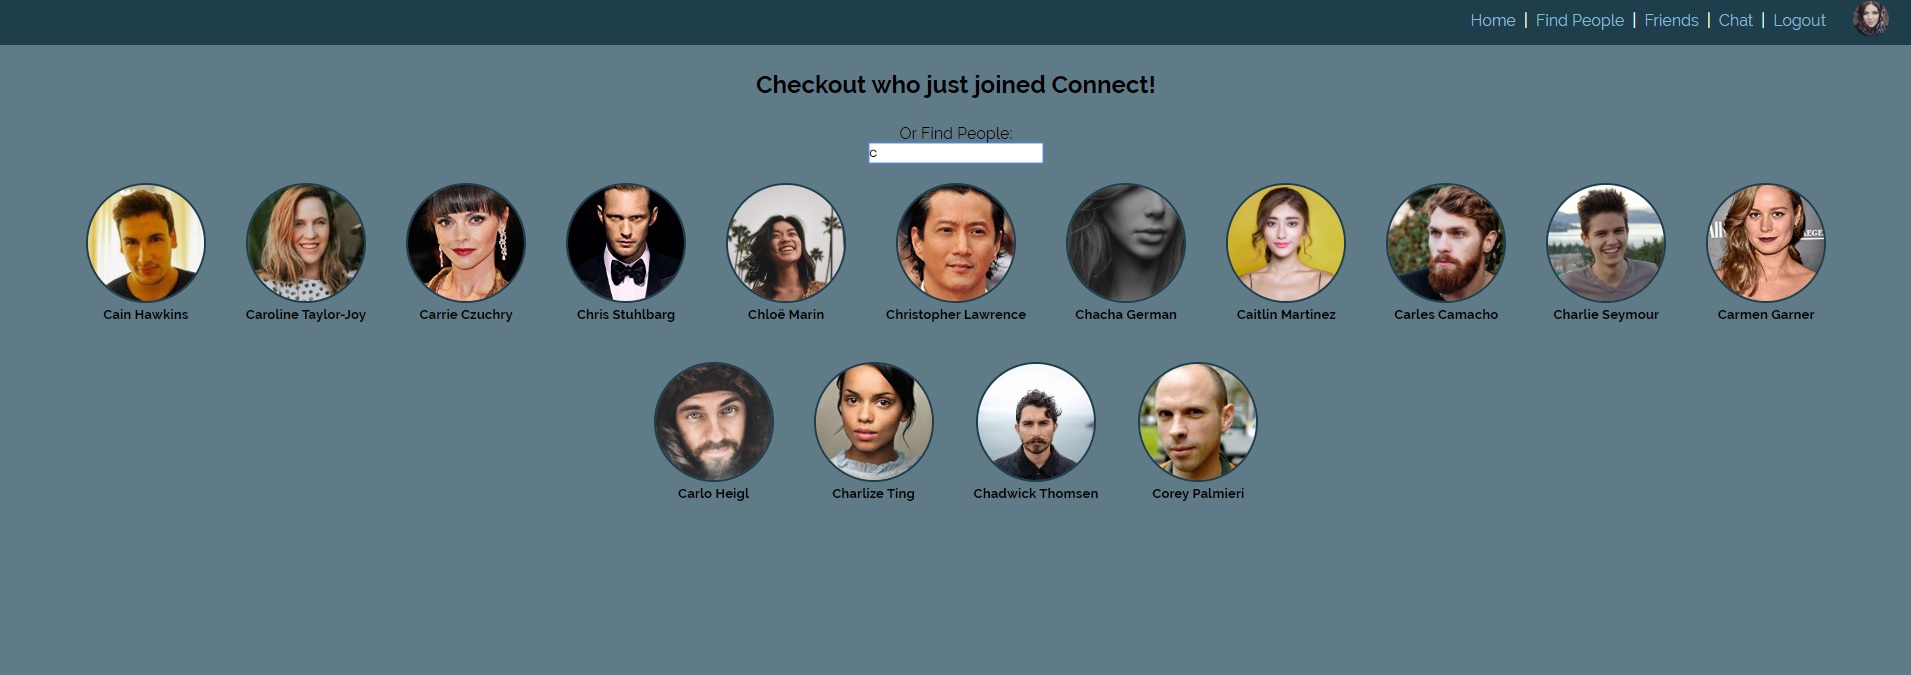 Home | Find People | Friends | Chat | Logout
Checkout who just joined Connect!
Or Find People:
c
Cain Hawkins Caroline Taylor-Joy Carrie Czuchry Chris Stuhlbarg Chloë Marin Christopher Lawrence Chacha German Caitlin Martinez Carles Camacho Charlie Seymour Carmen Garner
Carlo Heigl Charlize Ting Chadwick Thomsen Corey Palmieri